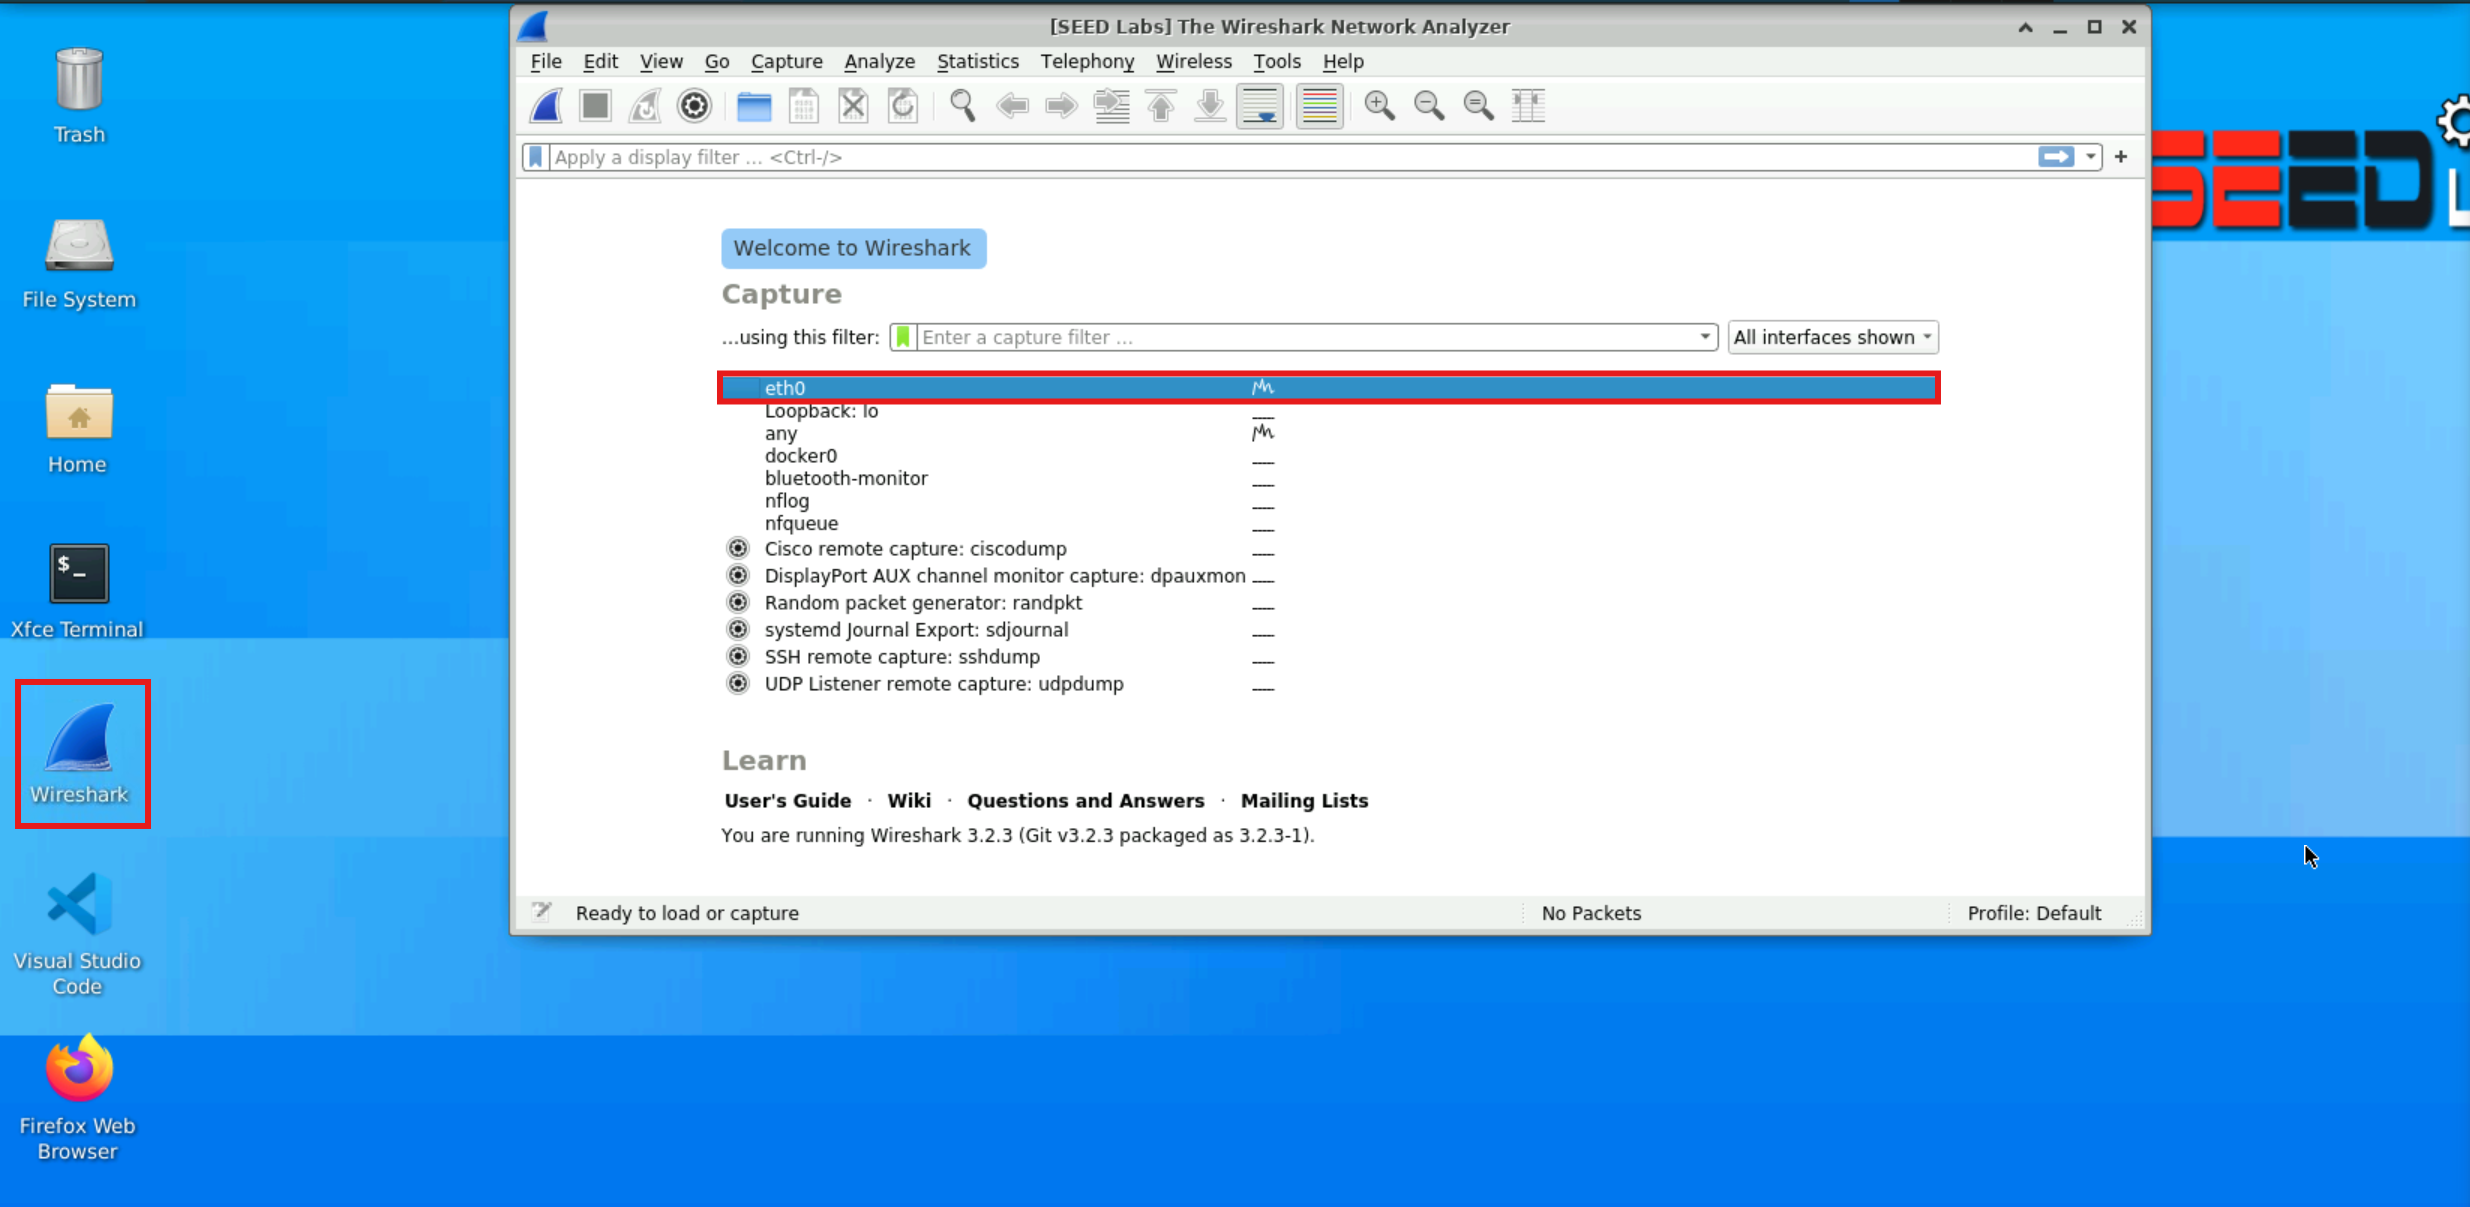 [SEED Labs] The Wireshark Network Analyzer
File Edit View Go Capture Analyze Statistics Telephony Wireless Tools Help
Apply a display filter ... <Ctrl-/>
+
Welcome to Wireshark
Capture
...using this filter: Enter a capture filter ... All interfaces shown
eth0
Loopback: lo
any
docker0
bluetooth-monitor
nflog
nfqueue
Cisco remote capture: ciscodump
DisplayPort AUX channel monitor capture: dpauxmon
Random packet generator: randpkt
systemd Journal Export: sdjournal
SSH remote capture: sshdump
UDP Listener remote capture: udpdump
Learn
User's Guide · Wiki · Questions and Answers · Mailing Lists
You are running Wireshark 3.2.3 (Git v3.2.3 packaged as 3.2.3-1).
Ready to load or capture No Packets Profile: Default
Trash
File System
Home
$_
Xfce Terminal
Wireshark
Visual Studio
Code
Firefox Web
Browser
SEED
L